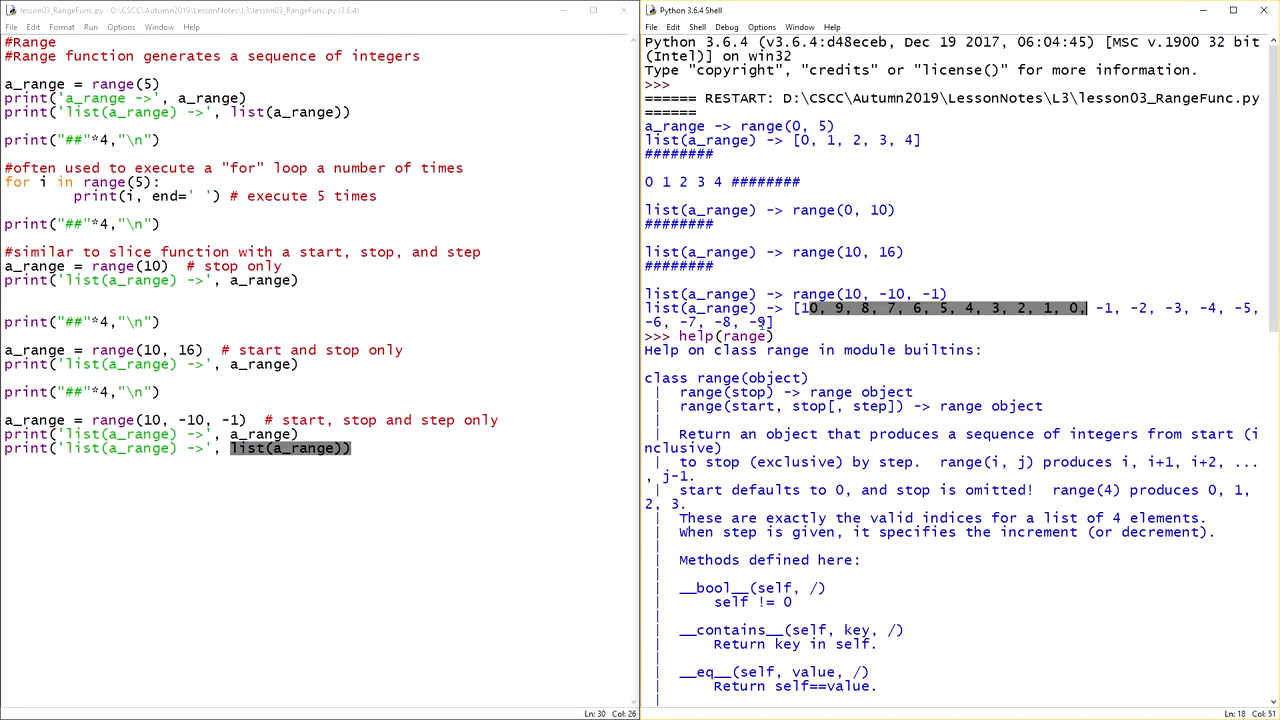 lesson03_RangeFunc.py - D:\CSCC\Autumn2019\LessonNotes\L3\lesson03_RangeFunc.py (3.6.4)
File Edit Format Run Options Window Help
#Range
#Range function generates a sequence of integers
a_range = range(5)
print('a_range ->', a_range)
print('list(a_range) ->', list(a_range))
print("##"*4,"\n")
#often used to execute a "for" loop a number of times
for i in range(5):
        print(i, end=' ') # execute 5 times
print("##"*4,"\n")
#similar to slice function with a start, stop, and step
a_range = range(10)  # stop only
print('list(a_range) ->', a_range)
print("##"*4,"\n")
a_range = range(10, 16)  # start and stop only
print('list(a_range) ->', a_range)
print("##"*4,"\n")
a_range = range(10, -10, -1)  # start, stop and step only
print('list(a_range) ->', a_range)
print('list(a_range) ->', list(a_range))
Ln: 30 Col: 26
Python 3.6.4 Shell
File Edit Shell Debug Options Window Help
Python 3.6.4 (v3.6.4:d48eceb, Dec 19 2017, 06:04:45) [MSC v.1900 32 bit
(Intel)] on win32
Type "copyright", "credits" or "license()" for more information.
>>>
====== RESTART: D:\CSCC\Autumn2019\LessonNotes\L3\lesson03_RangeFunc.py
======
a_range -> range(0, 5)
list(a_range) -> [0, 1, 2, 3, 4]
########
0 1 2 3 4 ########
list(a_range) -> range(0, 10)
########
list(a_range) -> range(10, 16)
########
list(a_range) -> range(10, -10, -1)
list(a_range) -> [10, 9, 8, 7, 6, 5, 4, 3, 2, 1, 0, -1, -2, -3, -4, -5,
-6, -7, -8, -9]
>>> help(range)
Help on class range in module builtins:
class range(object)
 |  range(stop) -> range object
 |  range(start, stop[, step]) -> range object
 |
 |  Return an object that produces a sequence of integers from start (i
nclusive)
 |  to stop (exclusive) by step.  range(i, j) produces i, i+1, i+2, ...
, j-1.
 |  start defaults to 0, and stop is omitted!  range(4) produces 0, 1,
2, 3.
 |  These are exactly the valid indices for a list of 4 elements.
 |  When step is given, it specifies the increment (or decrement).
 |
 |  Methods defined here:
 |
 |  __bool__(self, /)
 |      self != 0
 |
 |  __contains__(self, key, /)
 |      Return key in self.
 |
 |  __eq__(self, value, /)
 |      Return self==value.
 |
Ln: 18 Col: 51